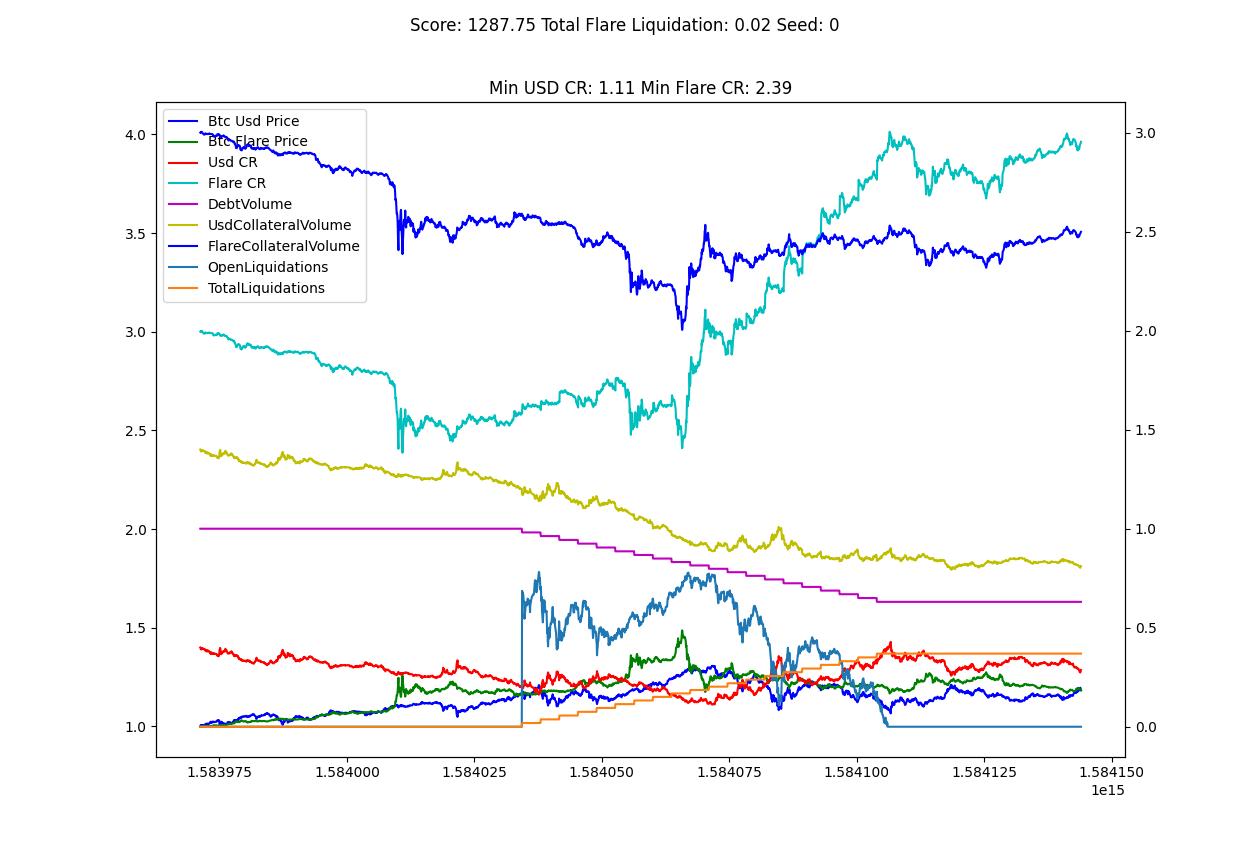 Score: 1287.75 Total Flare Liquidation: 0.02 Seed: 0
Min USD CR: 1.11 Min Flare CR: 2.39
Btc Usd Price
Btc Flare Price
Usd CR
Flare CR
DebtVolume
UsdCollateralVolume
FlareCollateralVolume
OpenLiquidations
TotalLiquidations
4.0
3.5
3.0
2.5
2.0
1.5
1.0
3.0
2.5
2.0
1.5
1.0
0.5
0.0
1.583975 1.584000 1.584025 1.584050 1.584075 1.584100 1.584125 1.584150
1e15